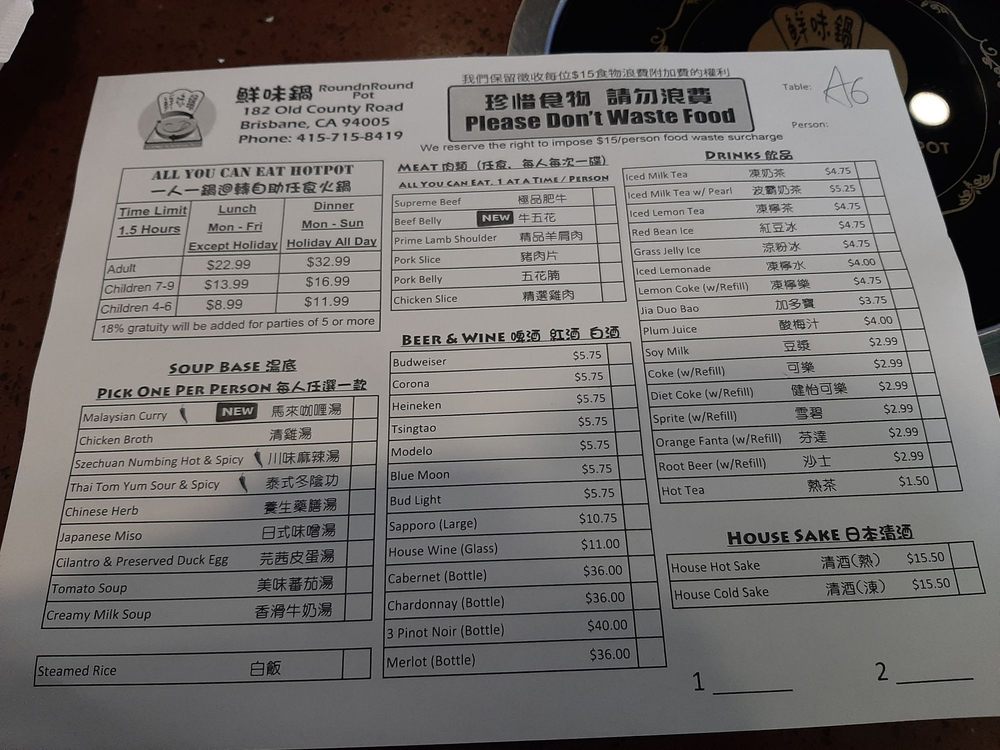 鮮味鍋
鮮味鍋 RoundnRound
Pot
182 Old County Road
Brisbane, CA 94005
Phone: 415-715-8419
我們保留徵收每位$15食物浪費附加費的權利
珍惜食物 請勿浪費
Please Don't Waste Food
We reserve the right to impose $15/person food waste surcharge
Table: A6
Person:
鮮味鍋
POT
ALL YOU CAN EAT HOTPOT
一人一鍋迴轉自助任食火鍋
Time Limit 1.5 Hours
Lunch Mon - Fri Except Holiday
Dinner Mon - Sun Holiday All Day
Adult $22.99 $32.99
Children 7-9 $13.99 $16.99
Children 4-6 $8.99 $11.99
18% gratuity will be added for parties of 5 or more
SOUP BASE 湯底
PICK ONE PER PERSON 每人任選一款
Malaysian Curry NEW 馬來咖喱湯
Chicken Broth 清雞湯
Szechuan Numbing Hot & Spicy 川味麻辣湯
Thai Tom Yum Sour & Spicy 泰式冬陰功
Chinese Herb 養生藥膳湯
Japanese Miso 日式味噌湯
Cilantro & Preserved Duck Egg 芫茜皮蛋湯
Tomato Soup 美味蕃茄湯
Creamy Milk Soup 香滑牛奶湯
Steamed Rice 白飯
MEAT 肉類 (任食, 每人每次一碟)
ALL YOU CAN EAT, 1 AT A TIME / PERSON
Supreme Beef 極品肥牛
Beef Belly NEW 牛五花
Prime Lamb Shoulder 精品羊肩肉
Pork Slice 豬肉片
Pork Belly 五花腩
Chicken Slice 精選雞肉
BEER & WINE 啤酒 紅酒 白酒
Budweiser $5.75
Corona $5.75
Heineken $5.75
Tsingtao $5.75
Modelo $5.75
Blue Moon $5.75
Bud Light $5.75
Sapporo (Large) $10.75
House Wine (Glass) $11.00
Cabernet (Bottle) $36.00
Chardonnay (Bottle) $36.00
3 Pinot Noir (Bottle) $40.00
Merlot (Bottle) $36.00
DRINKS 飲品
Iced Milk Tea 凍奶茶 $4.75
Iced Milk Tea w/ Pearl 波霸奶茶 $5.25
Iced Lemon Tea 凍檸茶 $4.75
Red Bean Ice 紅豆冰 $4.75
Grass Jelly Ice 涼粉冰 $4.75
Iced Lemonade 凍檸水 $4.00
Lemon Coke (w/Refill) 凍檸樂 $4.75
Jia Duo Bao 加多寶 $3.75
Plum Juice 酸梅汁 $4.00
Soy Milk 豆漿 $2.99
Coke (w/Refill) 可樂 $2.99
Diet Coke (w/Refill) 健怡可樂 $2.99
Sprite (w/Refill) 雪碧 $2.99
Orange Fanta (w/Refill) 芬達 $2.99
Root Beer (w/Refill) 沙士 $2.99
Hot Tea 熱茶 $1.50
HOUSE SAKE 日本清酒
House Hot Sake 清酒(熱) $15.50
House Cold Sake 清酒(凍) $15.50
1 ________ 2 ________